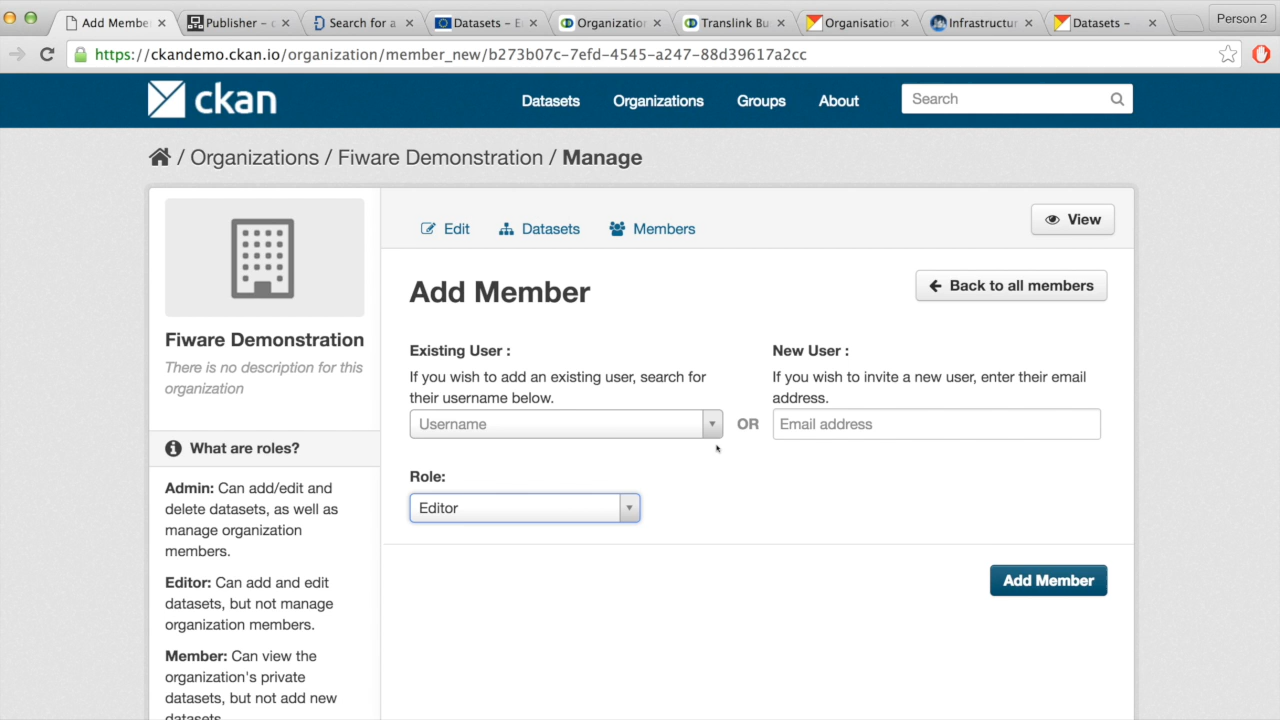 Add Membe
Publisher – c
Search for a
Datasets – E
Organizatio
Translink Bu
Organisatio
Infrastructur
Datasets –
Person 2
https://ckandemo.ckan.io/organization/member_new/b273b07c-7efd-4545-a247-88d39617a2cc
ckan
Datasets
Organizations
Groups
About
Search
/ Organizations / Fiware Demonstration / Manage
Edit
Datasets
Members
View
Fiware Demonstration
There is no description for this
organization
What are roles?
Admin: Can add/edit and
delete datasets, as well as
manage organization
members.
Editor: Can add and edit
datasets, but not manage
organization members.
Member: Can view the
organization's private
datasets, but not add new
datasets.
Add Member
Back to all members
Existing User :
If you wish to add an existing user, search for
their username below.
Username
OR
New User :
If you wish to invite a new user, enter their email
address.
Email address
Role:
Editor
Add Member